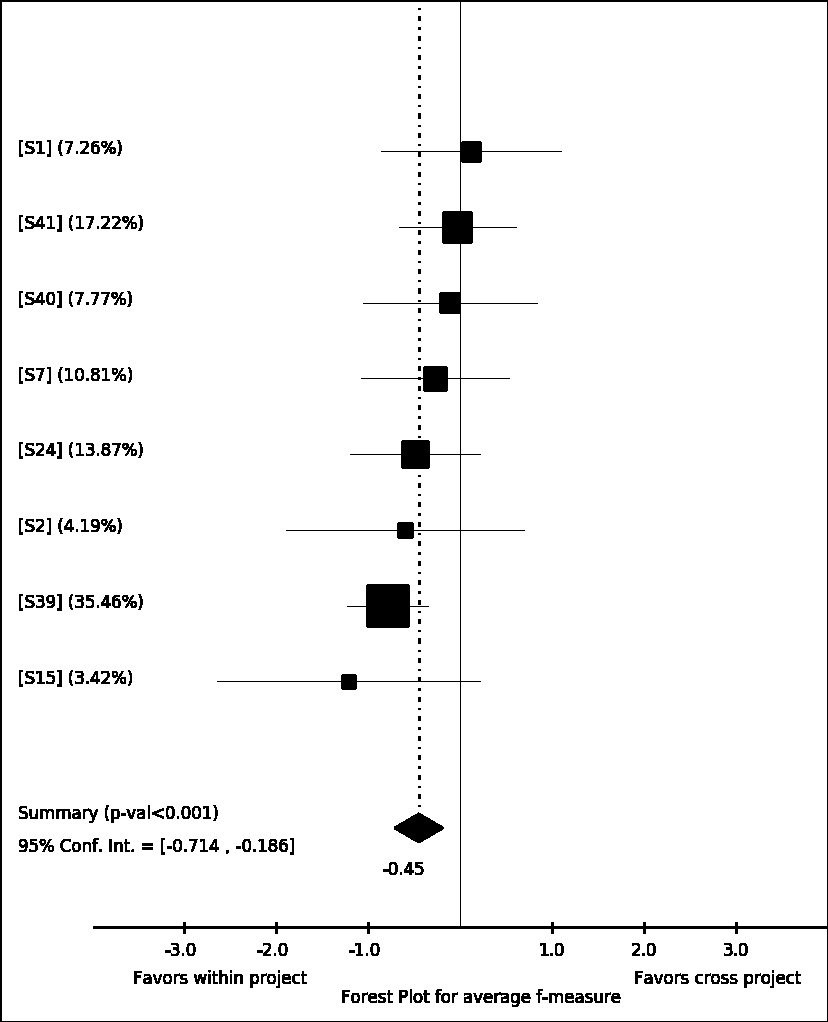 [S1] (7.26%)
[S41] (17.22%)
[S40] (7.77%)
[S7] (10.81%)
[S24] (13.87%)
[S2] (4.19%)
[S39] (35.46%)
[S15] (3.42%)
Summary (p-val<0.001)
95% Conf. Int. = [-0.714 , -0.186]
-0.45
-3.0 -2.0 -1.0 1.0 2.0 3.0
Favors within project Favors cross project
Forest Plot for average f-measure